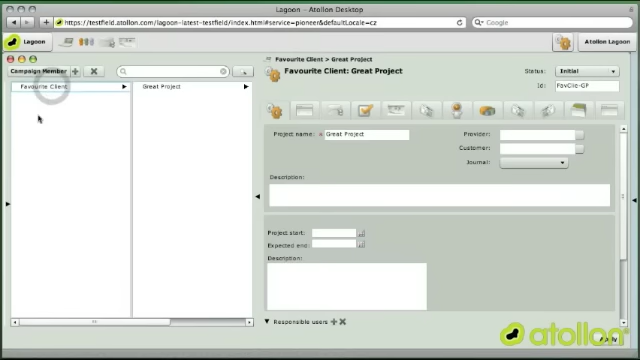 Lagoon — Atollon Desktop
https://testfield.atollon.com/lagoon-latest-testfield/index.html#service=pioneer&defaultLocale=cz
Google
Lagoon
Atollon Lagoon
Favourite Client > Great Project
Campaign Member
Favourite Client: Great Project
Status:
Initial
Id:
FavClie-GP
Favourite Client
Great Project
Project name:
Great Project
Provider:
Customer:
Journal:
Description:
Project start:
Expected end:
Description:
Responsible users
Apply
atollon